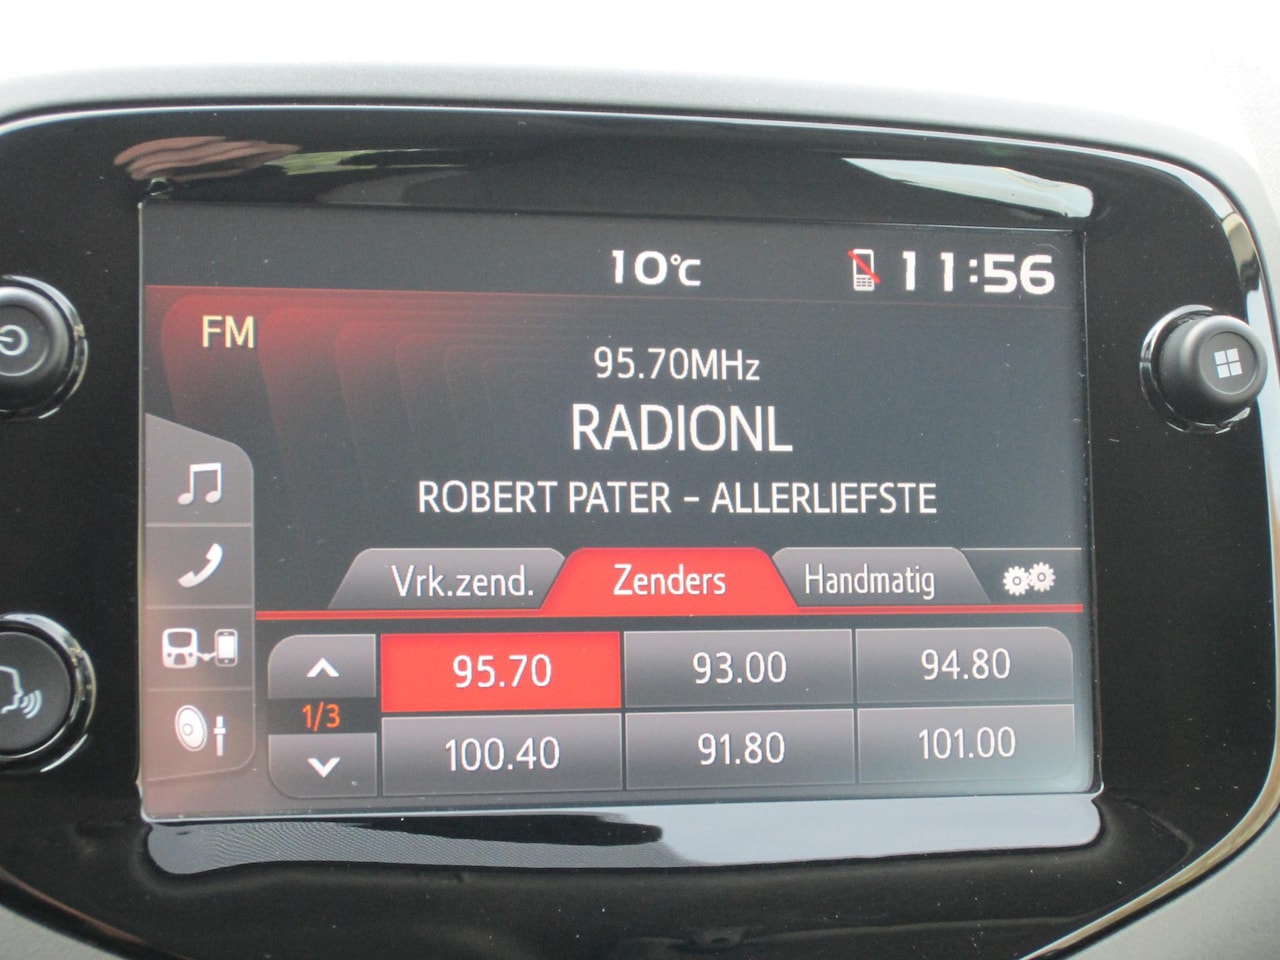 10°C 11:56
FM
95.70MHz
RADIONL
ROBERT PATER - ALLERLIEFSTE
Vrk.zend. Zenders Handmatig
95.70 93.00 94.80
1/3
100.40 91.80 101.00